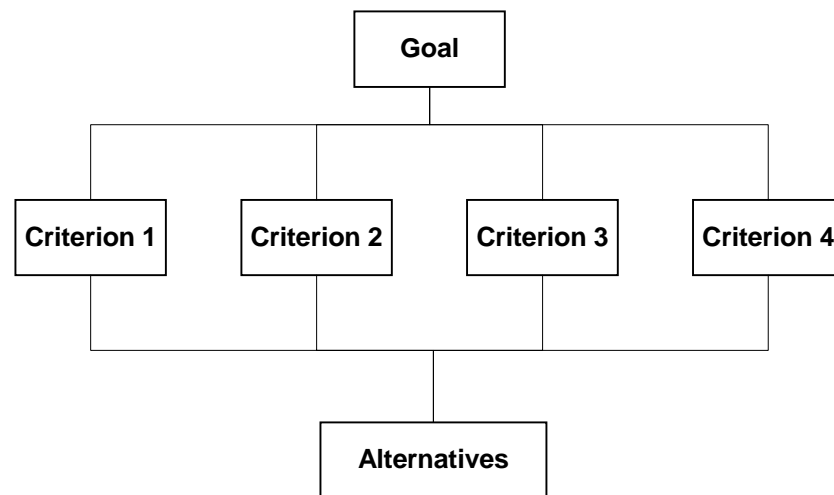 Goal
Criterion 1
Criterion 2
Criterion 3
Criterion 4
Alternatives